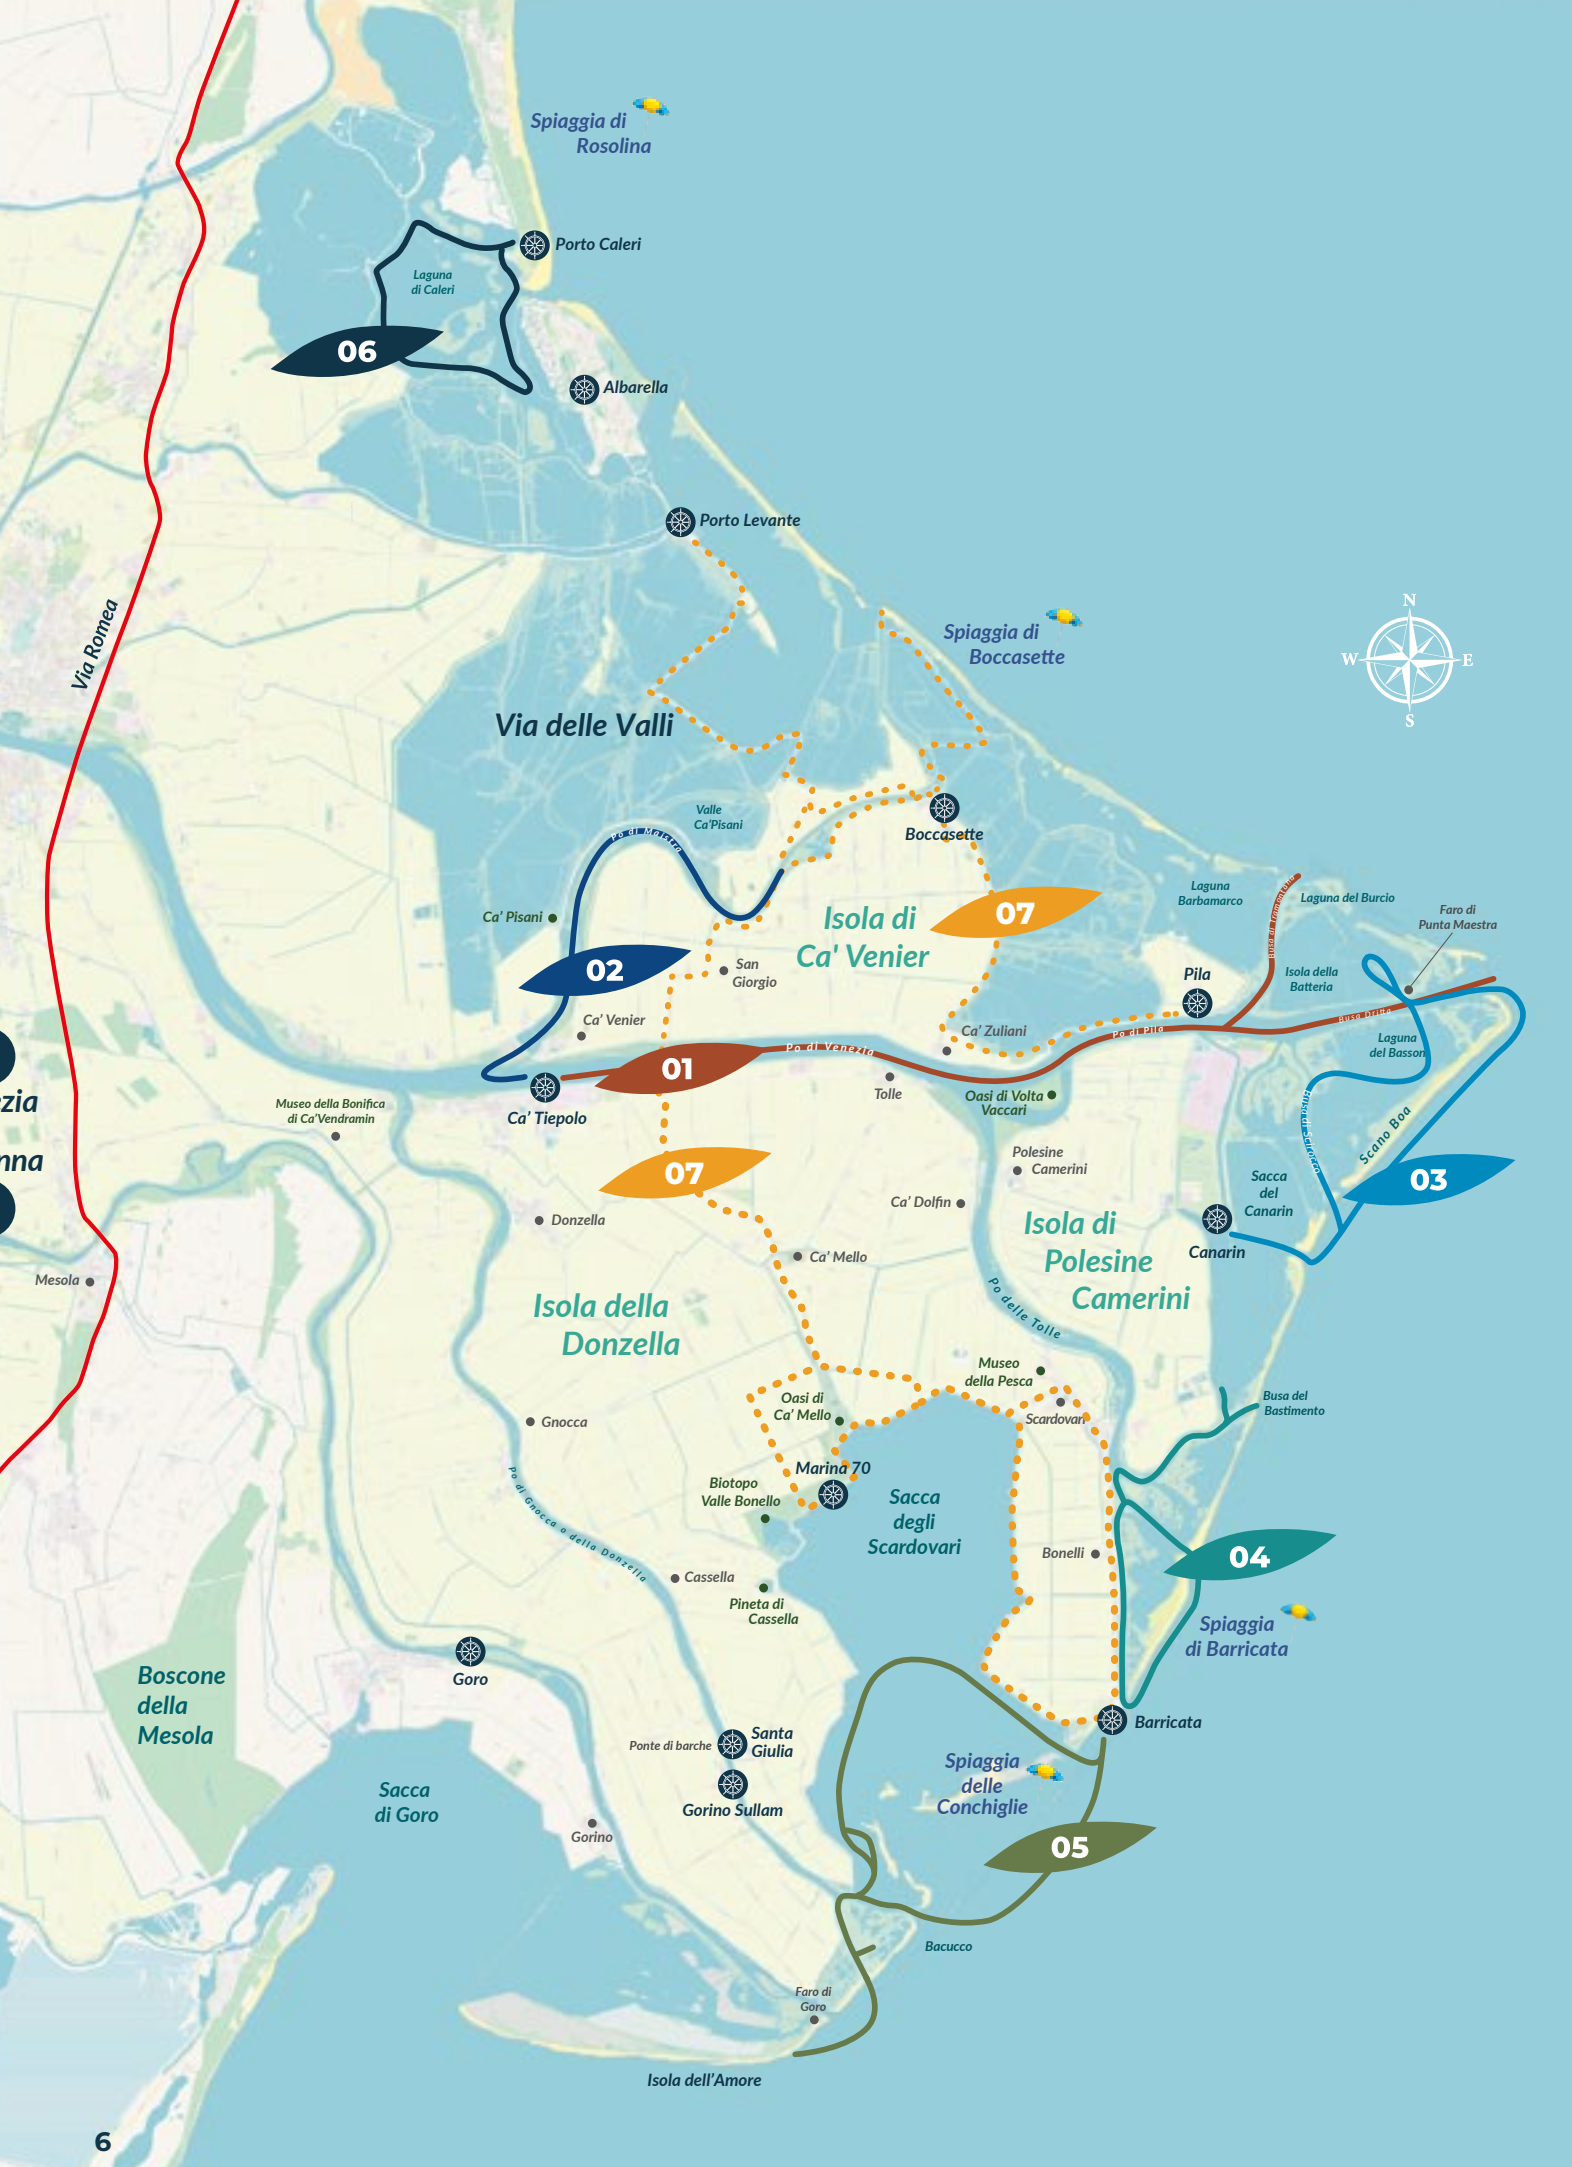 Spiaggia di
Rosolina
Porto Caleri
Laguna
di Caleri
06
Albarella
Porto Levante
Via Romea
Spiaggia di
Boccasette
N
W
E
S
Via delle Valli
Valle
Ca'Pisani
Po di Maistra
Boccasette
Ca' Pisani
02
07
Isola di
Ca' Venier
San
Giorgio
Ca' Venier
Laguna
Barbamarco
Busa di Tramontana
Laguna del Burcio
Faro di
Punta Maestra
Pila
Isola della
Batteria
Busa Dritta
Po di Pila
Laguna
del Basson
Ca' Zuliani
Po di Venezia
01
Ca' Tiepolo
Tolle
Oasi di Volta
Vaccari
Museo della Bonifica
di Ca'Vendramin
zia
nna
Busa di Scirocco
Scano Boa
03
Polesine
Camerini
07
Sacca
del
Canarin
Ca' Dolfin
Donzella
Isola di
Polesine
Camerini
Canarin
Ca' Mello
Mesola
Isola della
Donzella
Po delle Tolle
Museo
della Pesca
Oasi di
Ca' Mello
Scardovari
Busa del
Bastimento
Gnocca
Marina 70
Biotopo
Valle Bonello
Sacca
degli
Scardovari
Po di Gnocca o della Donzella
Bonelli
04
Cassella
Pineta di
Cassella
Spiaggia
di Barricata
Goro
Boscone
della
Mesola
Barricata
Ponte di barche
Santa
Giulia
Gorino Sullam
Spiaggia
delle
Conchiglie
Sacca
di Goro
Gorino
05
Bacucco
Faro di
Goro
Isola dell'Amore
6